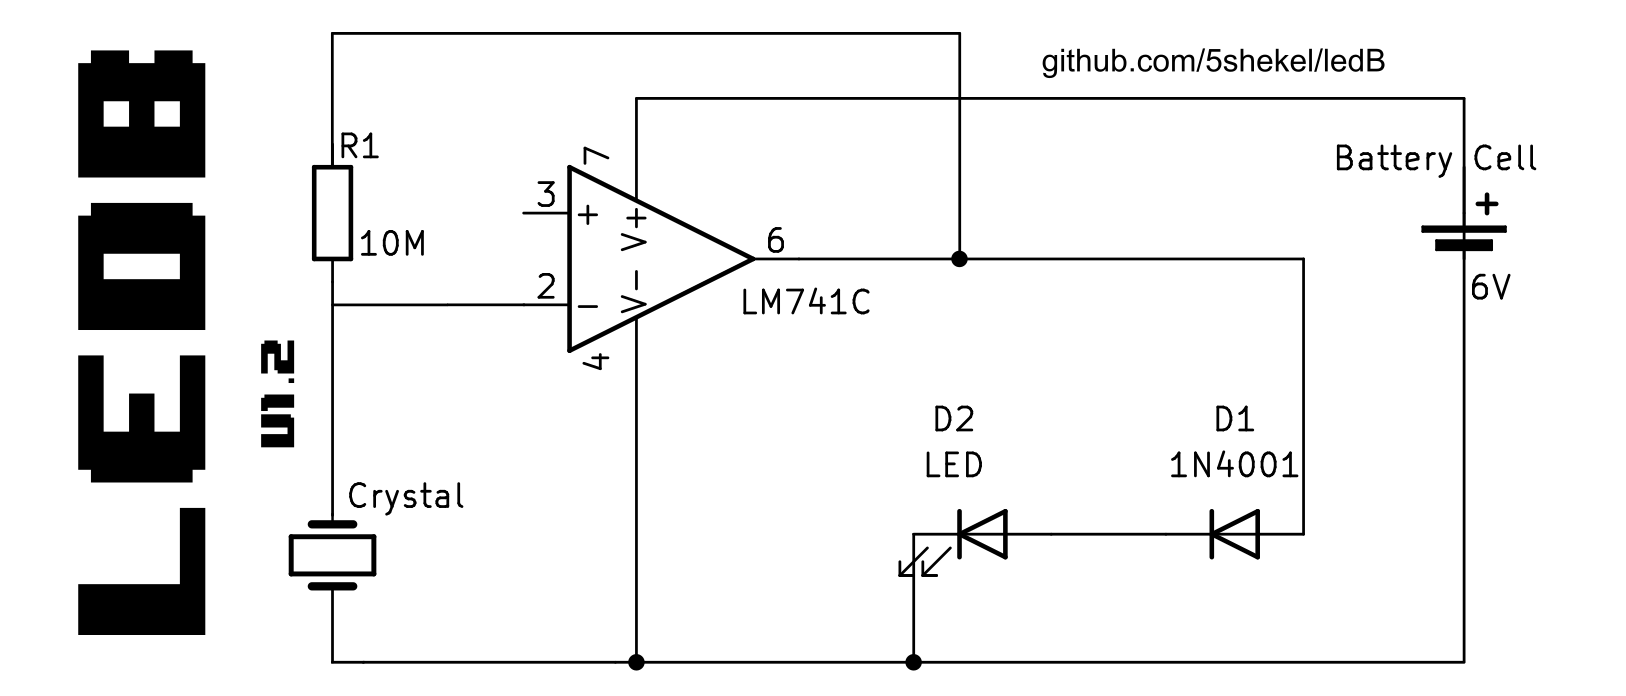 LEDB
v1.2
github.com/5shekel/ledB
R1
10M
Battery Cell
+
6V
7
3
+
V+
6
2
-
V-
LM741C
4
D2
LED
D1
1N4001
Crystal